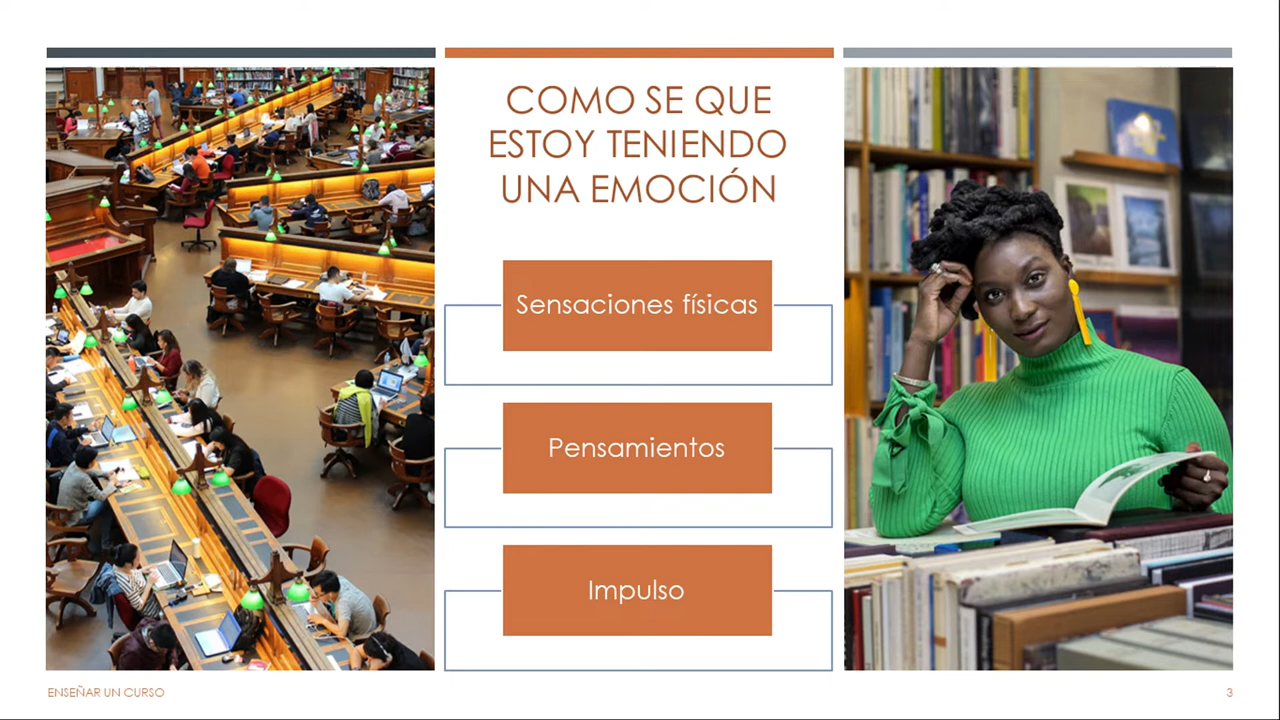 COMO SE QUE
ESTOY TENIENDO
UNA EMOCIÓN
Sensaciones físicas
Pensamientos
Impulso
ENSEÑAR UN CURSO
3